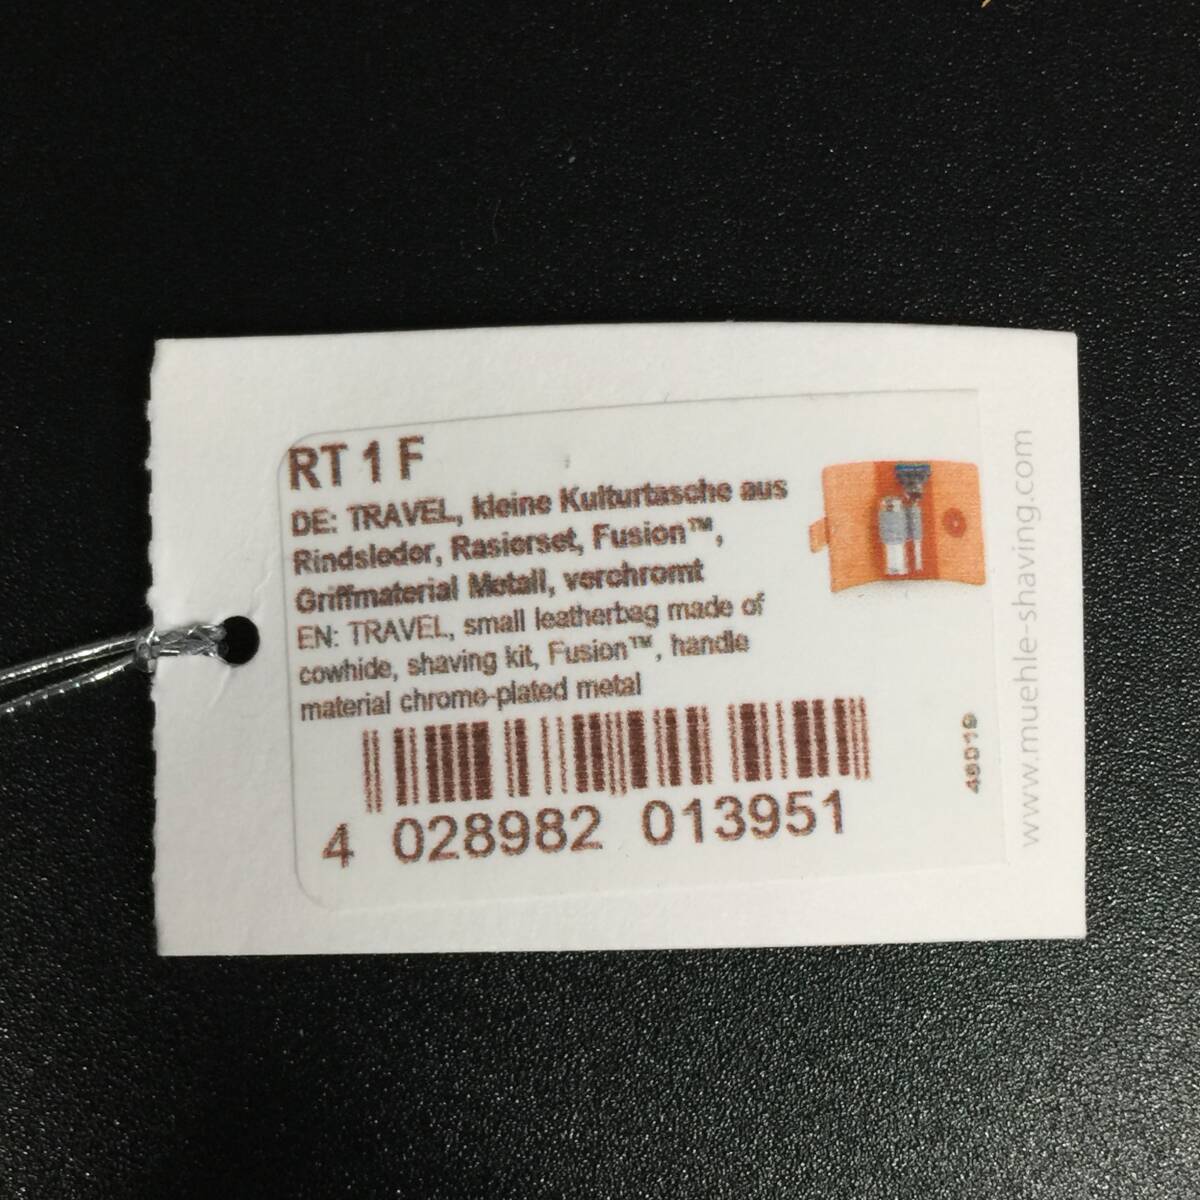 RT 1 F
DE: TRAVEL, kleine Kulturtasche aus
Rindsleder, Rasierset, Fusion™,
Griffmaterial Metall, verchromt
EN: TRAVEL, small leatherbag made of
cowhide, shaving kit, Fusion™, handle
material chrome-plated metal
4 028982 013951
46019
www.muehle-shaving.com